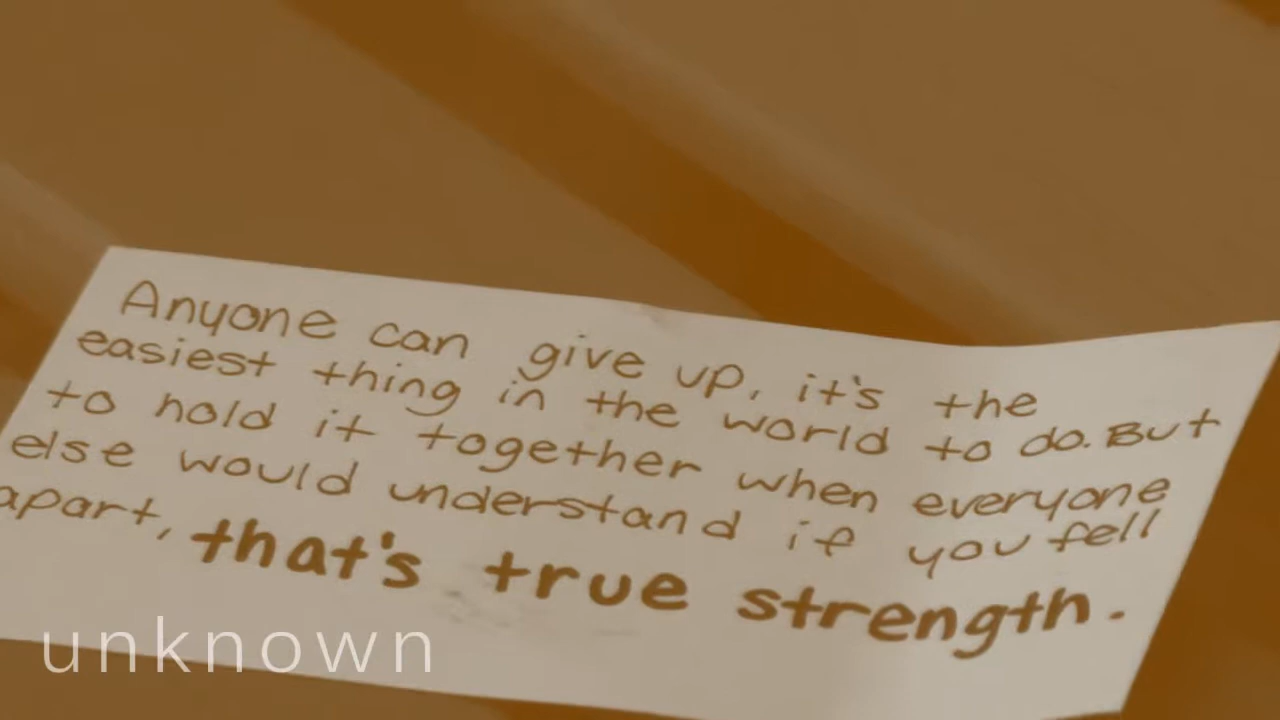 Anyone can give up, it's the
easiest thing in the world to do. But
to hold it together when everyone
else would understand if you fell
apart, that's true strength.
unknown